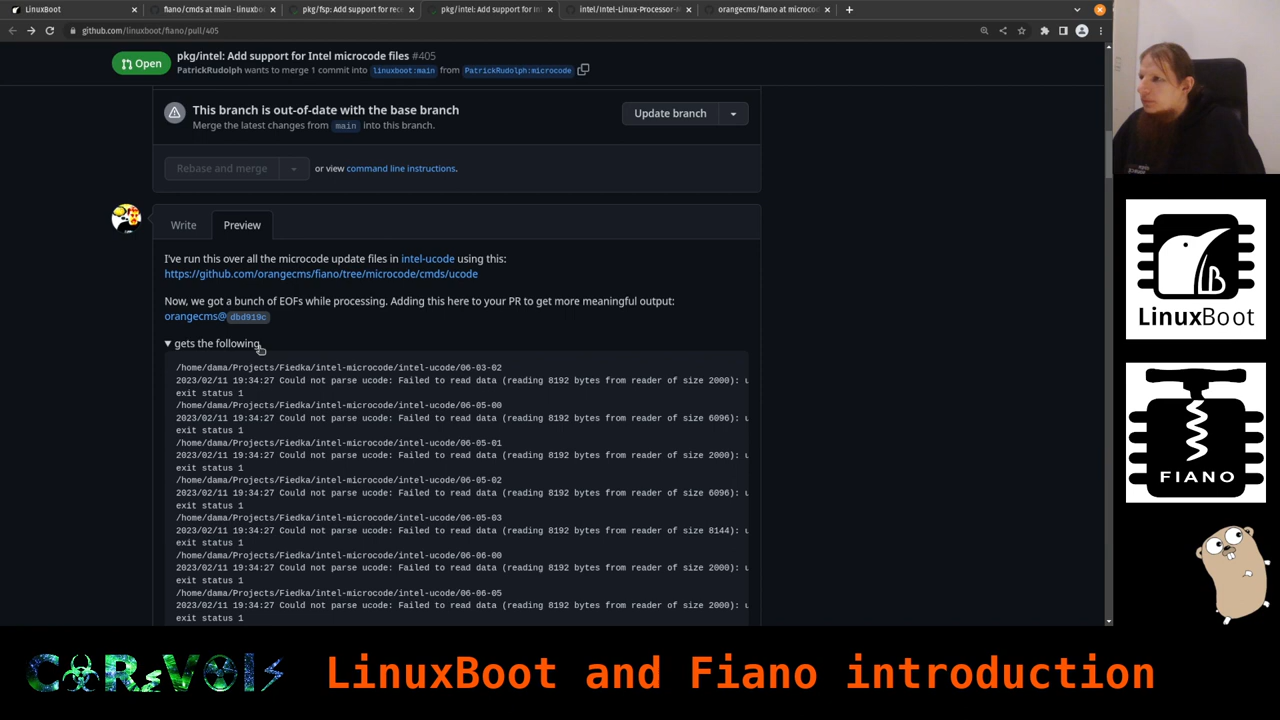 LinuxBoot
fiano/cmds at main · linuxbo
pkg/fsp: Add support for rec
pkg/intel: Add support for In
intel/Intel-Linux-Processor-M
orangecms/fiano at microcod
github.com/linuxboot/fiano/pull/405
Open
pkg/intel: Add support for Intel microcode files #405
PatrickRudolph wants to merge 1 commit into linuxboot:main from PatrickRudolph:microcode
This branch is out-of-date with the base branch
Merge the latest changes from main into this branch.
Update branch
Rebase and merge or view command line instructions.
Write Preview
I've run this over all the microcode update files in intel-ucode using this:
https://github.com/orangecms/fiano/tree/microcode/cmds/ucode
Now, we got a bunch of EOFs while processing. Adding this here to your PR to get more meaningful output:
orangecms@ dbd919c
gets the following
/home/dama/Projects/Fiedka/intel-microcode/intel-ucode/06-03-02
2023/02/11 19:34:27 Could not parse ucode: Failed to read data (reading 8192 bytes from reader of size 2000): u
exit status 1
/home/dama/Projects/Fiedka/intel-microcode/intel-ucode/06-05-00
2023/02/11 19:34:27 Could not parse ucode: Failed to read data (reading 8192 bytes from reader of size 6096): u
exit status 1
/home/dama/Projects/Fiedka/intel-microcode/intel-ucode/06-05-01
2023/02/11 19:34:27 Could not parse ucode: Failed to read data (reading 8192 bytes from reader of size 2000): u
exit status 1
/home/dama/Projects/Fiedka/intel-microcode/intel-ucode/06-05-02
2023/02/11 19:34:27 Could not parse ucode: Failed to read data (reading 8192 bytes from reader of size 6096): u
exit status 1
/home/dama/Projects/Fiedka/intel-microcode/intel-ucode/06-05-03
2023/02/11 19:34:27 Could not parse ucode: Failed to read data (reading 8192 bytes from reader of size 8144): u
exit status 1
/home/dama/Projects/Fiedka/intel-microcode/intel-ucode/06-06-00
2023/02/11 19:34:27 Could not parse ucode: Failed to read data (reading 8192 bytes from reader of size 2000): u
exit status 1
/home/dama/Projects/Fiedka/intel-microcode/intel-ucode/06-06-05
2023/02/11 19:34:27 Could not parse ucode: Failed to read data (reading 8192 bytes from reader of size 2000): u
exit status 1
LB
LinuxBoot
FIANO
LinuxBoot and Fiano introduction